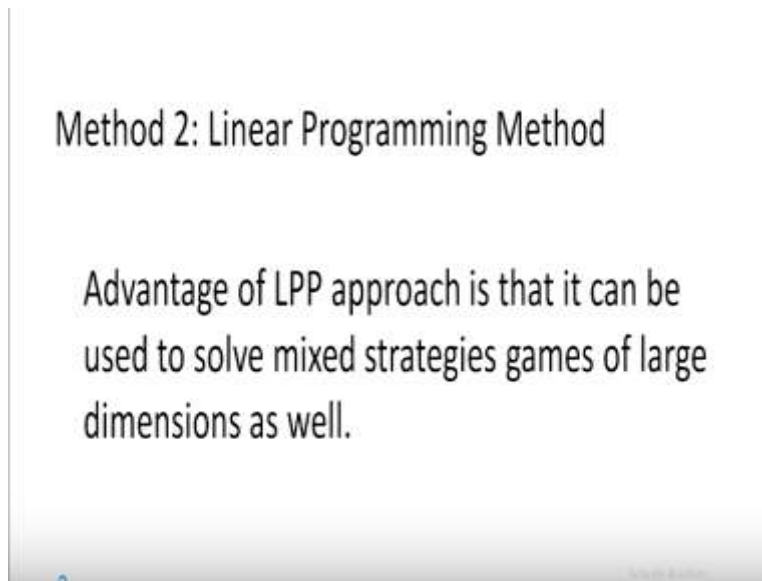 Method 2: Linear Programming Method
Advantage of LPP approach is that it can be
used to solve mixed strategies games of large
dimensions as well.